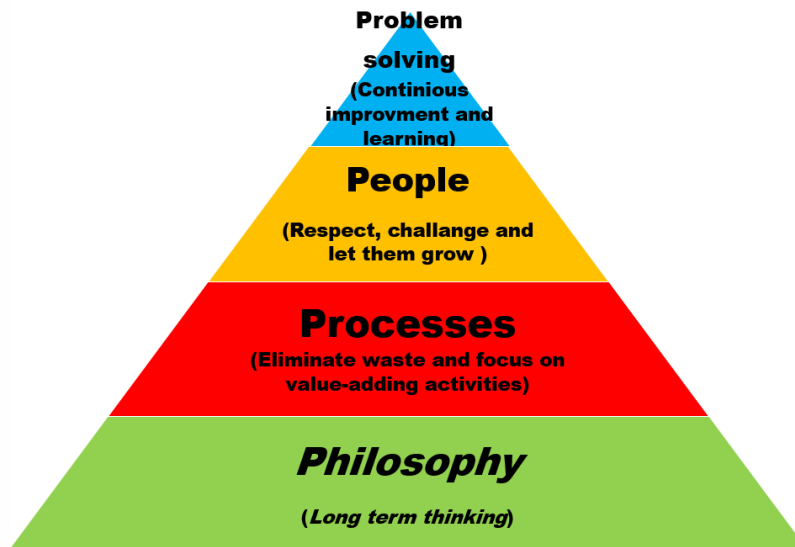 Problem
solving
(Continious
improvment and
learning)
People
(Respect, challange and
let them grow )
Processes
(Eliminate waste and focus on
value-adding activities)
Philosophy
(Long term thinking)